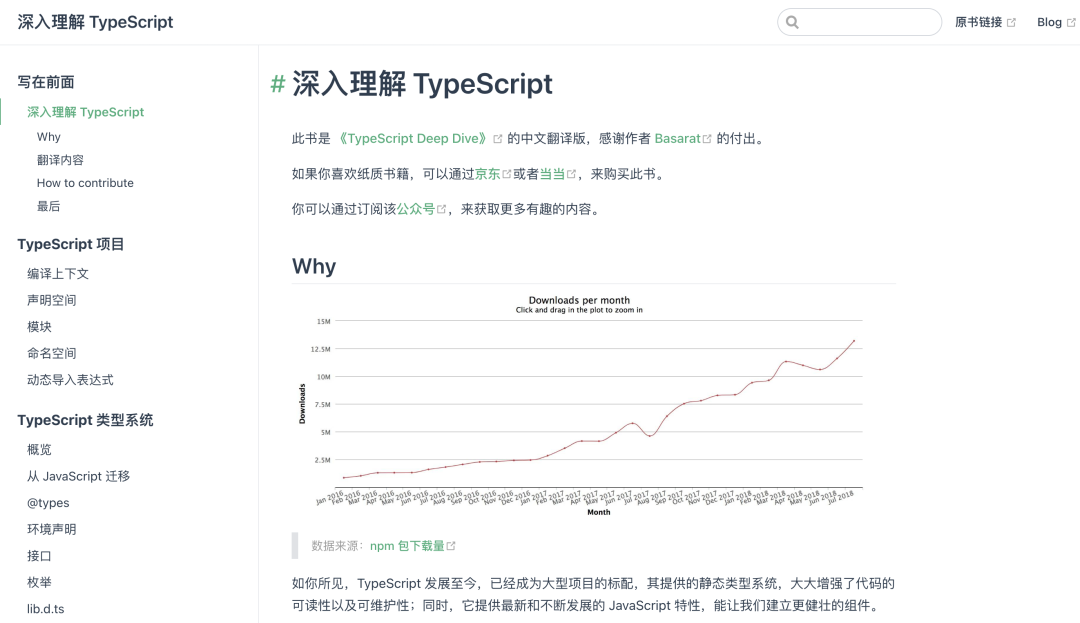 深入理解 TypeScript
原书链接
Blog
写在前面
深入理解 TypeScript
Why
翻译内容
How to contribute
最后
TypeScript 项目
编译上下文
声明空间
模块
命名空间
动态导入表达式
TypeScript 类型系统
概览
从 JavaScript 迁移
@types
环境声明
接口
枚举
lib.d.ts
# 深入理解 TypeScript
此书是 《TypeScript Deep Dive》 的中文翻译版，感谢作者 Basarat 的付出。
如果你喜欢纸质书籍，可以通过京东或者当当，来购买此书。
你可以通过订阅该公众号，来获取更多有趣的内容。
Why
Downloads per month
Click and drag in the plot to zoom in
15M
12.5M
10M
7.5M
5M
2.5M
Downloads
Jan 2016
Feb 2016
Mar 2016
Apr 2016
May 2016
Jun 2016
Jul 2016
Aug 2016
Sep 2016
Oct 2016
Nov 2016
Dec 2016
Jan 2017
Feb 2017
Mar 2017
Apr 2017
May 2017
Jun 2017
Jul 2017
Aug 2017
Sep 2017
Oct 2017
Nov 2017
Dec 2017
Jan 2018
Feb 2018
Mar 2018
Apr 2018
May 2018
Jun 2018
Jul 2018
Month
数据来源：npm 包下载量
如你所见，TypeScript 发展至今，已经成为大型项目的标配，其提供的静态类型系统，大大增强了代码的
可读性以及可维护性；同时，它提供最新和不断发展的 JavaScript 特性，能让我们建立更健壮的组件。